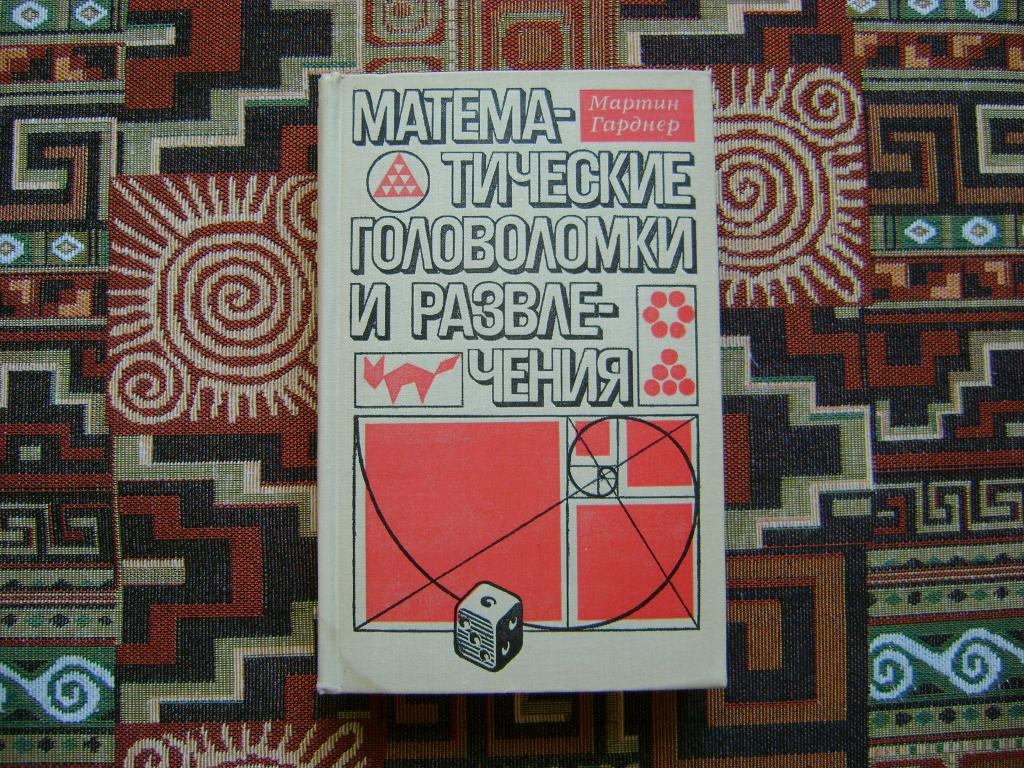 Мартин
Гарднер
МАТЕМА-
ТИЧЕСКИЕ
ГОЛОВОЛОМКИ
И РАЗВЛЕ-
ЧЕНИЯ